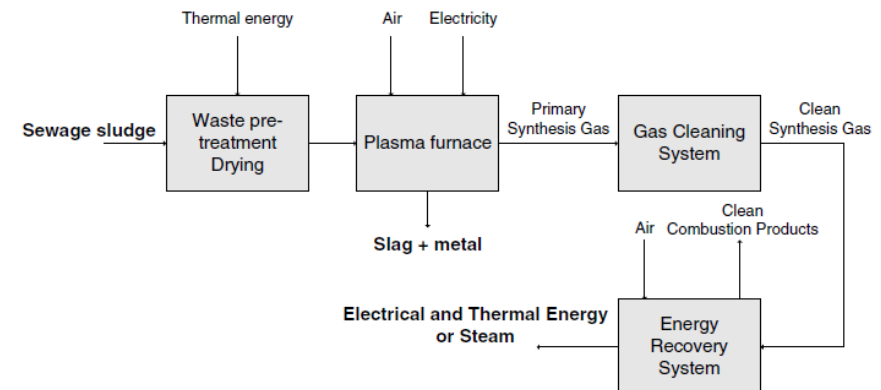 Thermal energy
Air
Electricity
Sewage sludge
Waste pre-
treatment
Drying
Plasma furnace
Primary
Synthesis Gas
Gas Cleaning
System
Clean
Synthesis Gas
Slag + metal
Air
Clean
Combustion Products
Electrical and Thermal Energy
or Steam
Energy
Recovery
System